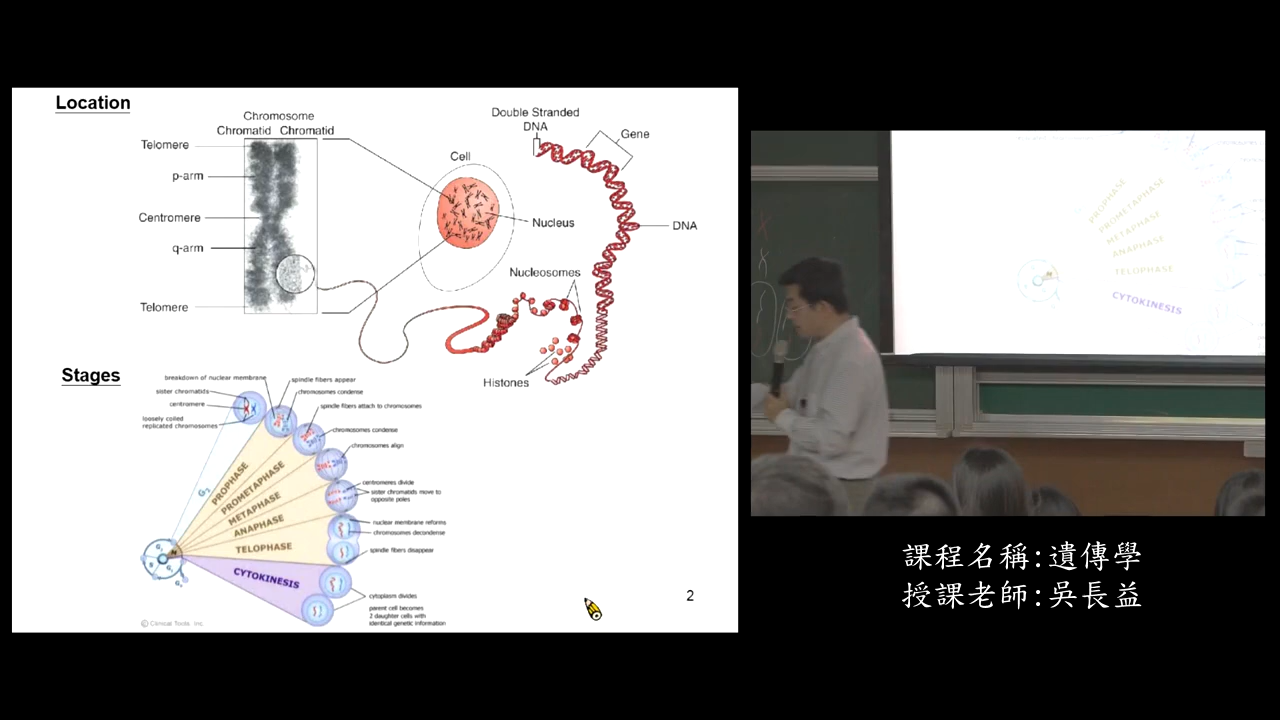 Location
Chromosome
Chromatid Chromatid
Telomere
p-arm
Centromere
q-arm
Telomere
Cell
Nucleus
Double Stranded
DNA
Gene
DNA
Nucleosomes
Histones
Stages
breakdown of nuclear membrane
sister chromatids
centromere
loosely coiled
replicated chromosomes
spindle fibers appear
chromosomes condense
spindle fibers attach to chromosomes
chromosomes condense
chromosomes align
centromeres divide
sister chromatids move to
opposite poles
nuclear membrane reforms
chromosomes decondense
spindle fibers disappear
cytoplasm divides
parent cell becomes
2 daughter cells with
identical genetic information
G2
PROPHASE
PROMETAPHASE
METAPHASE
ANAPHASE
TELOPHASE
CYTOKINESIS
© Clinical Tools, Inc.
2
PROPHASE
PROMETAPHASE
METAPHASE
ANAPHASE
TELOPHASE
CYTOKINESIS
課程名稱:遺傳學
授課老師:吳長益